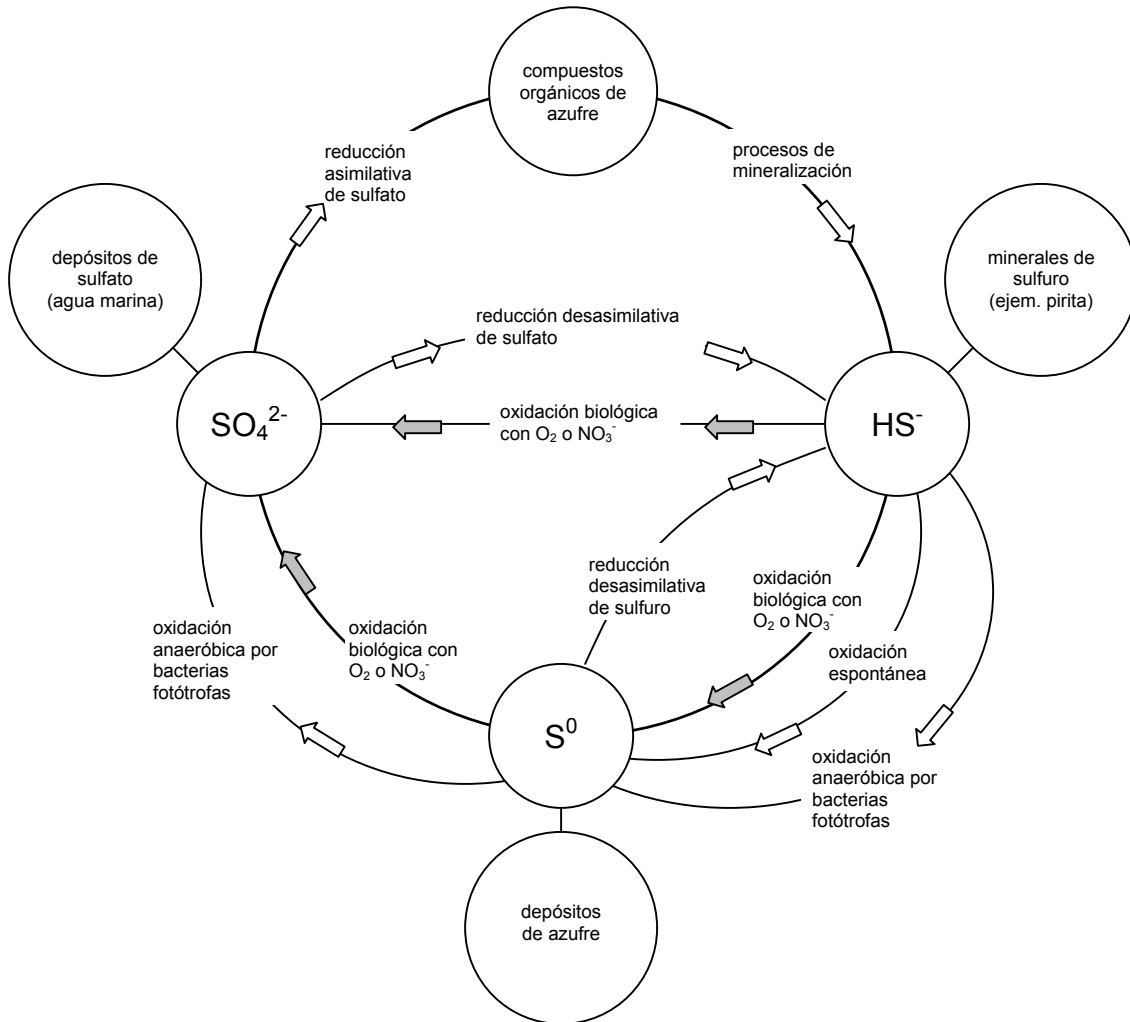 compuestos
orgánicos de
azufre
reducción
asimilativa
de sulfato
procesos de
mineralización
depósitos de
sulfato
(agua marina)
minerales de
sulfuro
(ejem. pirita)
reducción desasimilativa
de sulfato
SO₄²⁻
oxidación biológica
con O₂ o NO₃⁻
HS⁻
reducción
desasimilativa
de sulfuro
oxidación
biológica con
O₂ o NO₃⁻
oxidación
anaeróbica por
bacterias
fotótrofas
oxidación
biológica con
O₂ o NO₃⁻
oxidación
espontánea
S⁰
oxidación
anaeróbica por
bacterias
fotótrofas
depósitos
de azufre